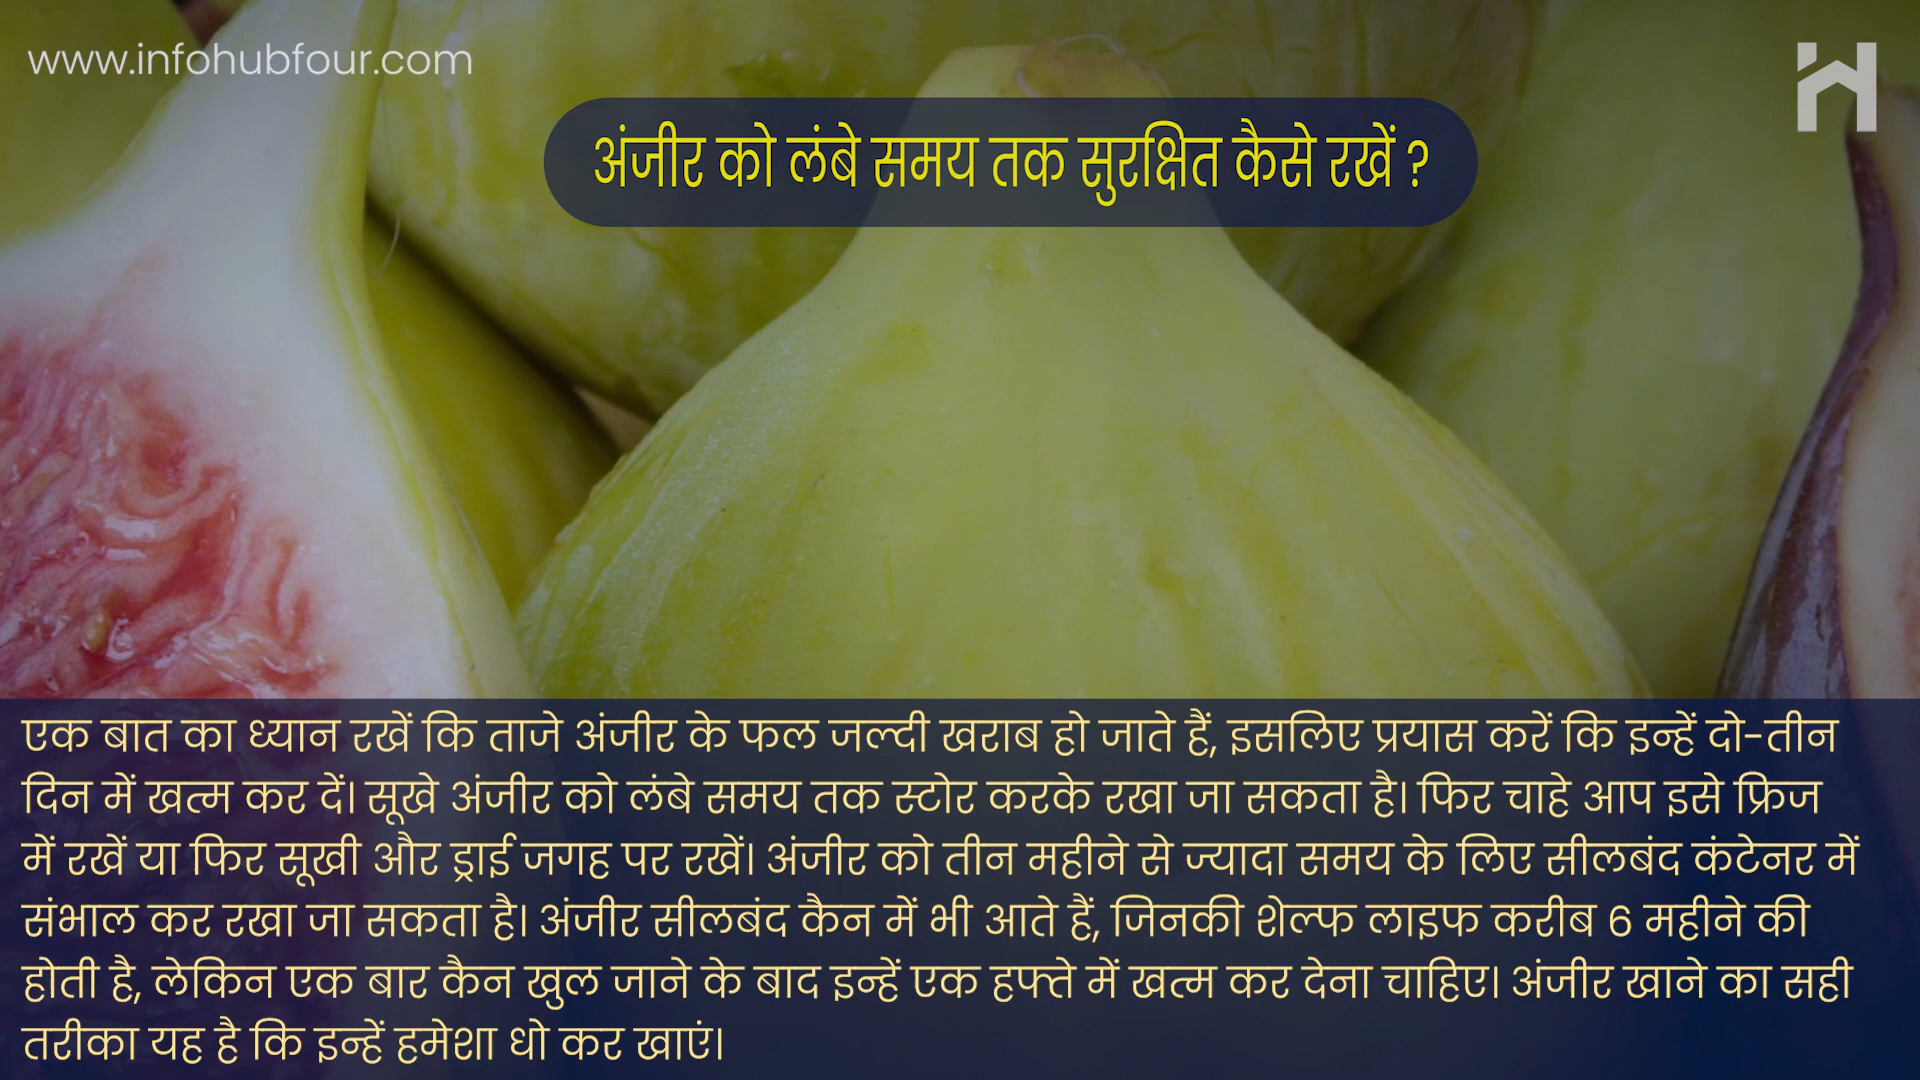 www.infohubfour.com
अंजीर को लंबे समय तक सुरक्षित कैसे रखें ?
एक बात का ध्यान रखें कि ताजे अंजीर के फल जल्दी खराब हो जाते हैं, इसलिए प्रयास करें कि इन्हें दो-तीन
दिन में खत्म कर दें। सूखे अंजीर को लंबे समय तक स्टोर करके रखा जा सकता है। फिर चाहे आप इसे फ्रिज
में रखें या फिर सूखी और ड्राई जगह पर रखें। अंजीर को तीन महीने से ज्यादा समय के लिए सीलबंद कंटेनर में
संभाल कर रखा जा सकता है। अंजीर सीलबंद कैन में भी आते हैं, जिनकी शेल्फ लाइफ करीब 6 महीने की
होती है, लेकिन एक बार कैन खुल जाने के बाद इन्हें एक हफ्ते में खत्म कर देना चाहिए। अंजीर खाने का सही
तरीका यह है कि इन्हें हमेशा धो कर खाएं।